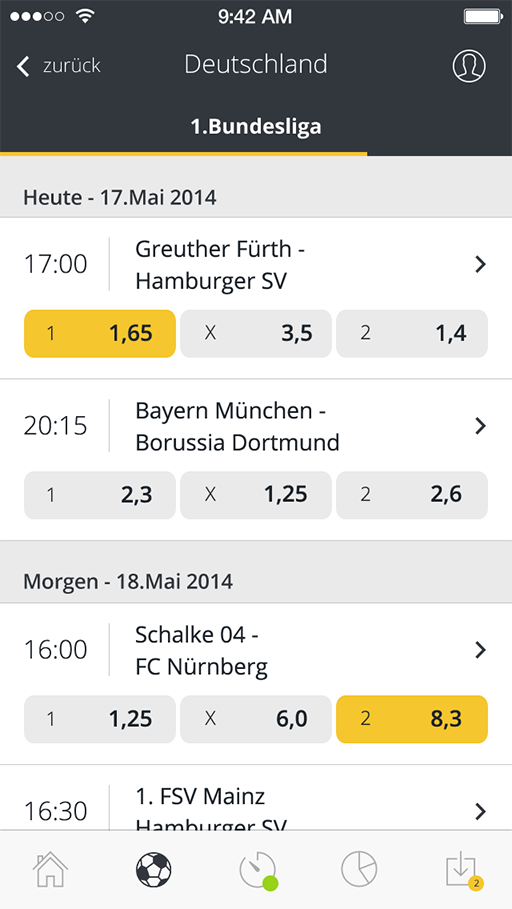 9:42 AM
zurück Deutschland
1.Bundesliga
Heute - 17.Mai 2014
17:00 Greuther Fürth -
Hamburger SV
1 1,65 X 3,5 2 1,4
20:15 Bayern München -
Borussia Dortmund
1 2,3 X 1,25 2 2,6
Morgen - 18.Mai 2014
16:00 Schalke 04 -
FC Nürnberg
1 1,25 X 6,0 2 8,3
16:30 1. FSV Mainz
Hamburger SV
2